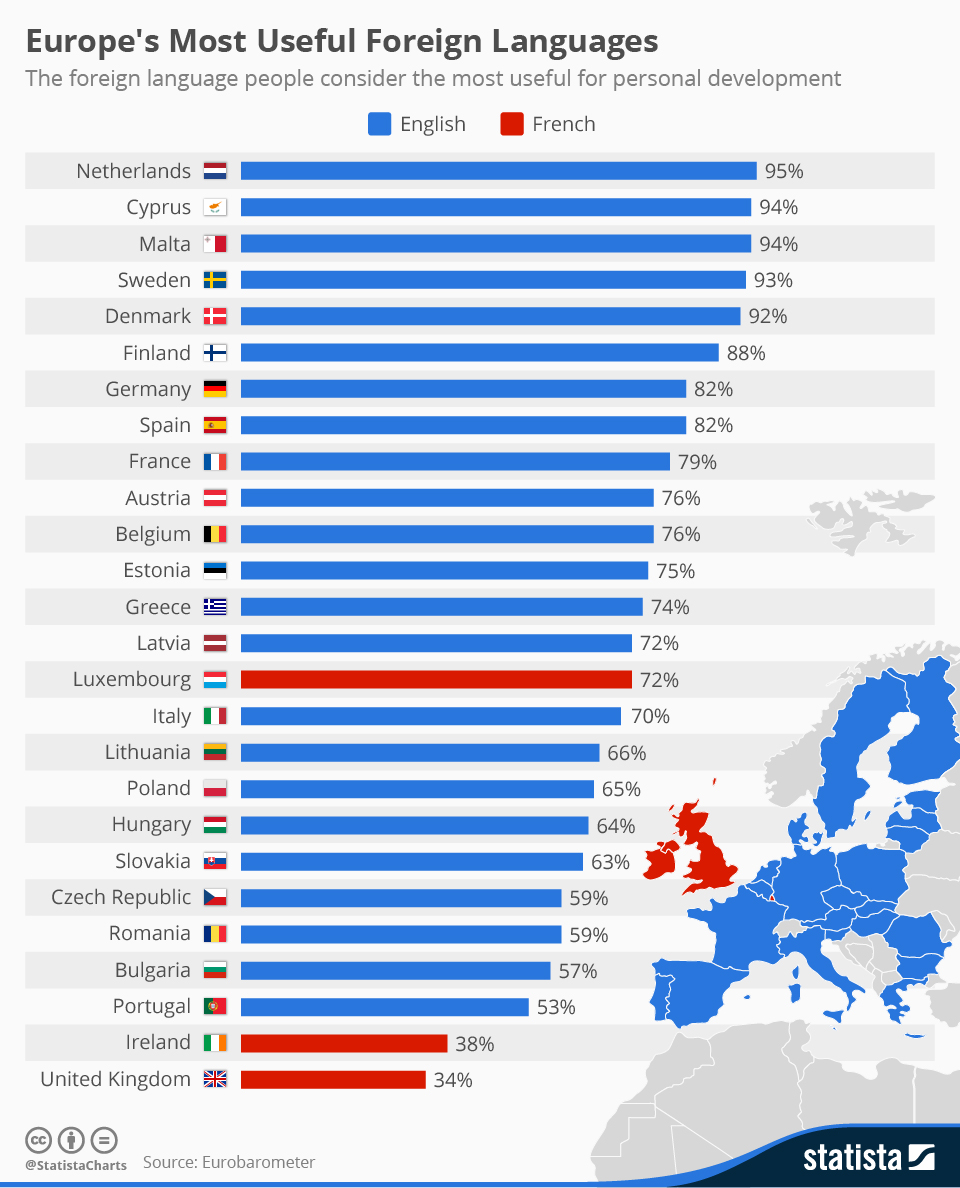 Europe's Most Useful Foreign Languages
The foreign language people consider the most useful for personal development
English French
Netherlands 95%
Cyprus 94%
Malta 94%
Sweden 93%
Denmark 92%
Finland 88%
Germany 82%
Spain 82%
France 79%
Austria 76%
Belgium 76%
Estonia 75%
Greece 74%
Latvia 72%
Luxembourg 72%
Italy 70%
Lithuania 66%
Poland 65%
Hungary 64%
Slovakia 63%
Czech Republic 59%
Romania 59%
Bulgaria 57%
Portugal 53%
Ireland 38%
United Kingdom 34%
cc
@StatistaCharts Source: Eurobarometer
statista